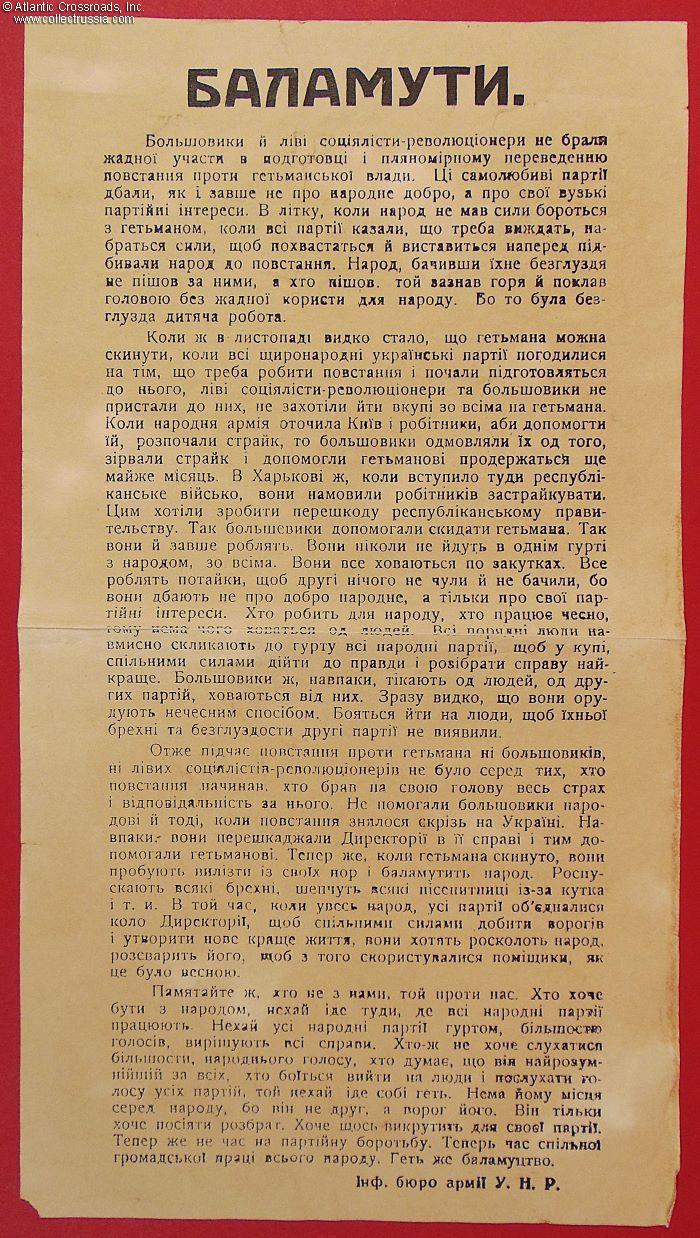 © Atlantic Crossroads, Inc.
www.collectrussia.com
БАЛАМУТИ.
Большовики й ліві соціялісти-революціонери не брали
жадної участи в подготовці і пляномірному переведенню
повстання проти гетьманської влади. Ці самолюбиві партії
дбали, як і завше не про народне добро, а про свої вузькі
партійні інтереси. В літку, коли народ не мав сили бороться
з гетьманом, коли всі партії казали, що треба виждать, на-
браться сили, щоб похвастаться й виставиться наперед під-
бивали народ до повстання. Народ, бачивши їхне безглуздя
не пішов за ними, а хто пішов, той зазнав горя й поклав
головою без жадної користи для народу. Бо то була без-
глузда дитяча робота.
Коли ж в листопаді видко стало, що гетьмана можна
скинути, коли всі щиронародні українські партії погодилися
на тім, що треба робити повстання і почали підготовляться
до нього, ліві соціялісти-революціонери та большовики не
пристали до них, не захотіли йти вкупі зо всіма на гетьмана.
Коли народня армія оточила Київ і робітники, аби допомогти
їй, розпочали страйк, то большовики одмовляли їх од того,
зірвали страйк і допомогли гетьманові продержаться ще
майже місяць. В Харькові ж, коли вступило туди республі-
канське військо, вони намовили робітників застрайкувати.
Цим хотіли зробити перешкоду республіканському прави-
тельству. Так большевики допомогали скидати гетьмана. Так
вони й завше роблять. Вони ніколи не йдуть в однім гурті
з народом, зо всіма. Вони все ховаються по закутках. Все
роблять потайки, щоб другі нічого не чули й не бачили, бо
вони дбають не про добро народне, а тільки про свої пар-
тійні інтереси. Хто робить для народу, хто працює чесно,
тому нема чого ховаться од людей. Всі порядні люди на-
вмисно скликають до гурту всі народні партії, щоб у купі,
спільними силами дійти до правди і розібрати справу най-
краще. Большовики ж, навпаки, тікають од людей, од дру-
гих партій, ховаються від них. Зразу видко, що вони ору-
дують нечесним способом. Бояться йти на люди, щоб їхньої
брехні та безглуздости другі партії не виявили.
Отже підчас повстання проти гетьмана ні большовиків,
ні лівих соціялістів-революціонерів не було серед тих, хто
повстання начинав, хто брав на свою голову весь страх
і відповідальність за нього. Не помогали большовики наро-
дові й тоді, коли повстання знялося скрізь на Україні. На-
впаки, вони перешкаджали Директорії в її справі і тим до-
помогали гетьманові. Тепер же, коли гетьмана скинуто, вони
пробують вилізти із своїх нор і баламутить народ. Роспу-
скають всякі брехні, шепчуть всякі нісенітниці із-за кутка
і т. и. В той час, коли увесь народ, усі партії об'єдналися
коло Директорії, щоб спільними силами добити ворогів
і утворити нове краще життя, вони хотять росколоть народ,
розсварить його, щоб з того скористувалися поміщики, як
це було весною.
Памятайте ж, хто не з нами, той проти нас. Хто хоче
бути з народом, нехай іде туди, де всі народні партії
працюють. Нехай усі народні партії гуртом, більшостю
голосів, вирішують всі справи. Хто-ж не хоче слухатися
більшости, народнього голосу, хто думає, що він найрозум-
нійший за всіх, хто боїться вийти на люди і послухати го-
лосу усіх партій, той нехай іде собі геть. Нема йому місця
серед народу, бо він не друг, а ворог його. Він тільки
хоче посіяти розбрат. Хоче щось викрутить для своєї партії.
Тепер же не час на партійну боротьбу. Теперь час спільної
громадської праці всього народу. Геть же баламуцтво.
Інф. бюро армії У. Н. Р.